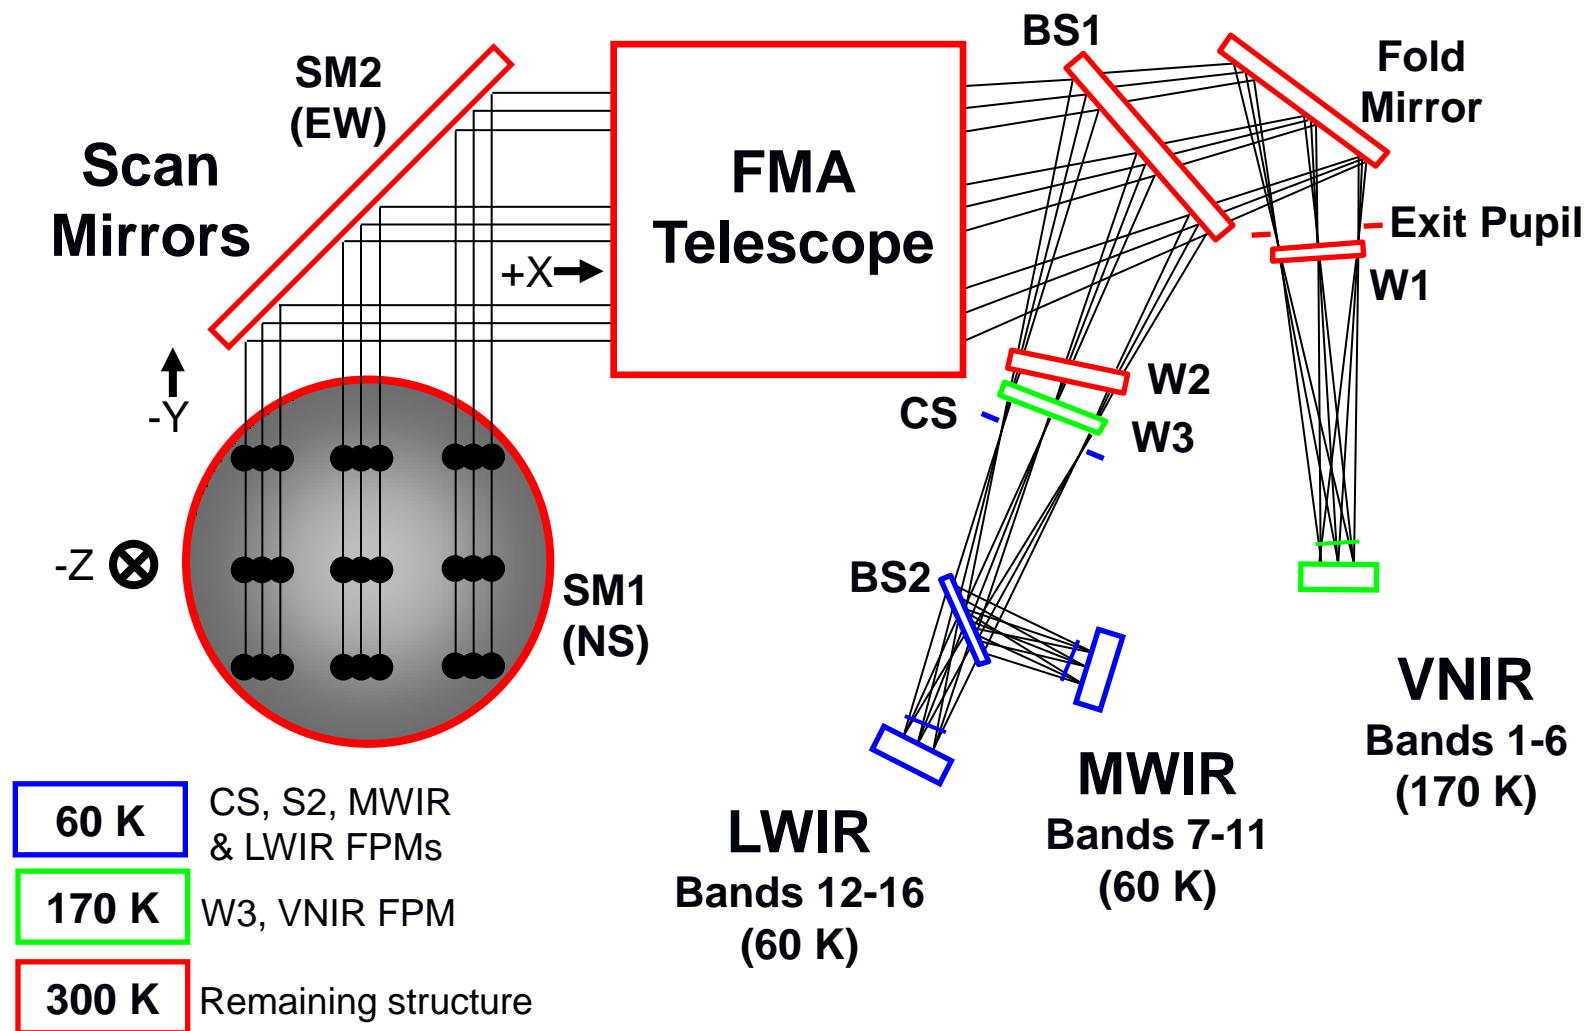 SM2
(EW)
Scan
Mirrors
FMA
Telescope
+X
BS1
Fold
Mirror
Exit Pupil
W1
W2
W3
CS
-Y
-Z
SM1
(NS)
BS2
VNIR
Bands 1-6
(170 K)
MWIR
Bands 7-11
(60 K)
LWIR
Bands 12-16
(60 K)
60 K
CS, S2, MWIR
& LWIR FPMs
170 K
W3, VNIR FPM
300 K
Remaining structure